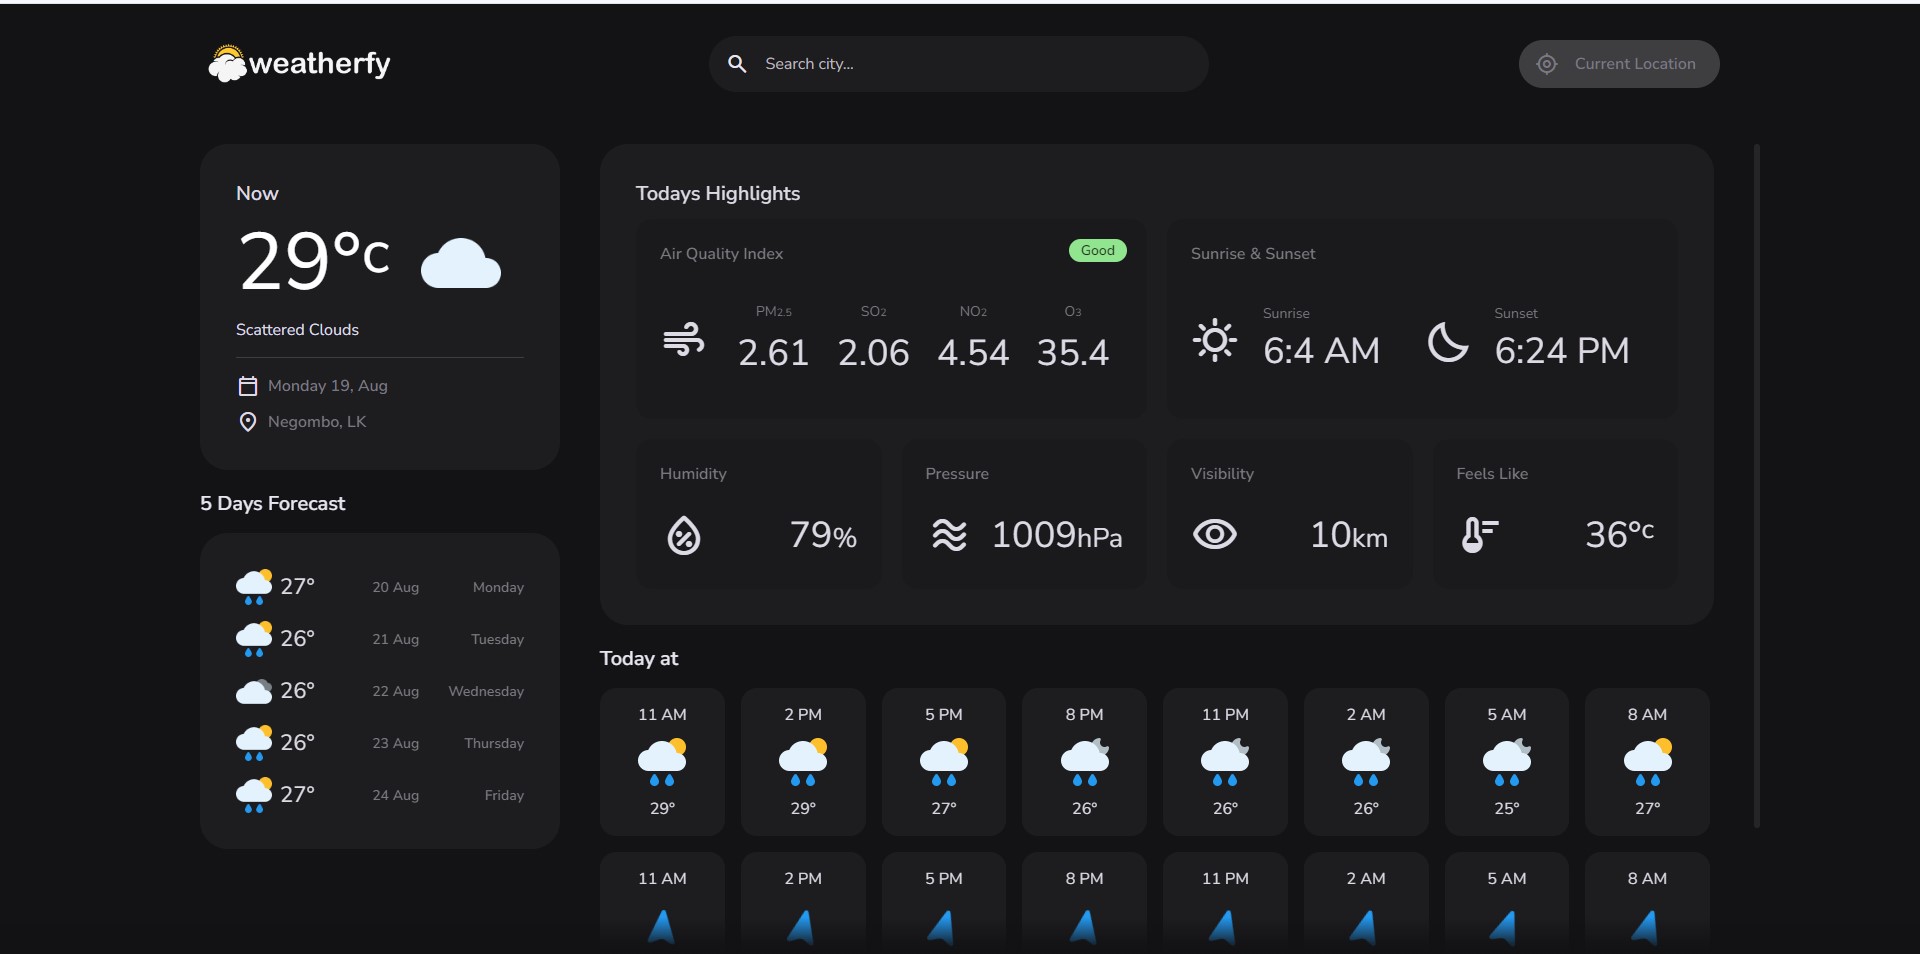 weatherfy
Search city...
Current Location
Now
29°c
Scattered Clouds
Monday 19, Aug
Negombo, LK
5 Days Forecast
27° 20 Aug Monday
26° 21 Aug Tuesday
26° 22 Aug Wednesday
26° 23 Aug Thursday
27° 24 Aug Friday
Todays Highlights
Air Quality Index Good
PM2.5 SO2 NO2 O3
2.61 2.06 4.54 35.4
Sunrise & Sunset
Sunrise Sunset
6:4 AM 6:24 PM
Humidity
79%
Pressure
1009hPa
Visibility
10km
Feels Like
36°c
Today at
11 AM 2 PM 5 PM 8 PM 11 PM 2 AM 5 AM 8 AM
29° 29° 27° 26° 26° 26° 25° 27°
11 AM 2 PM 5 PM 8 PM 11 PM 2 AM 5 AM 8 AM